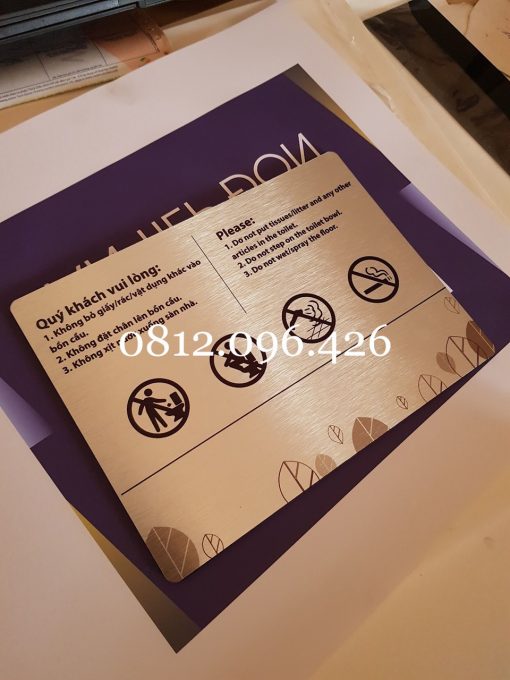 Quý khách vui lòng:
1. Không bỏ giấy/rác/vật dụng khác vào
bồn cầu.
2. Không đặt chân lên bồn cầu.
3. Không xịt xuống sàn nhà.
Please:
1. Do not put tissues/litter and any other
articles in the toilet.
2. Do not step on the toilet bowl.
3. Do not wet/spray the floor.
0812.096.426